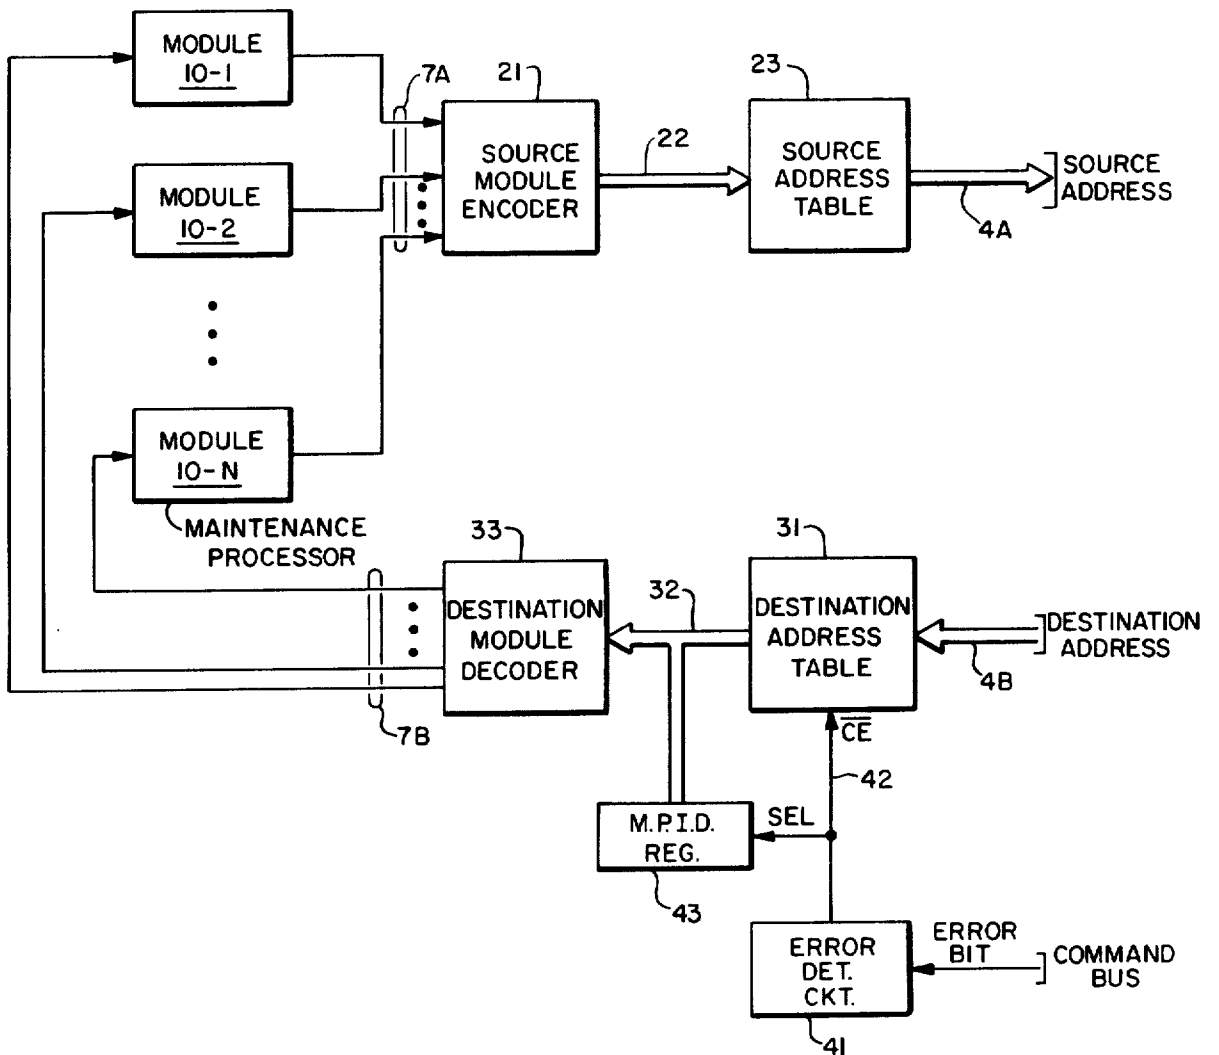 MODULE
10-1
7A
21
23
SOURCE
MODULE
ENCODER
22
SOURCE
ADDRESS
TABLE
SOURCE
ADDRESS
4A
MODULE
10-2
MODULE
10-N
MAINTENANCE
PROCESSOR
33
31
DESTINATION
MODULE
DECODER
32
DESTINATION
ADDRESS
TABLE
DESTINATION
ADDRESS
4B
7B
CE
42
M.P.I.D.
REG.
SEL
43
ERROR
DET.
CKT.
ERROR
BIT
COMMAND
BUS
41